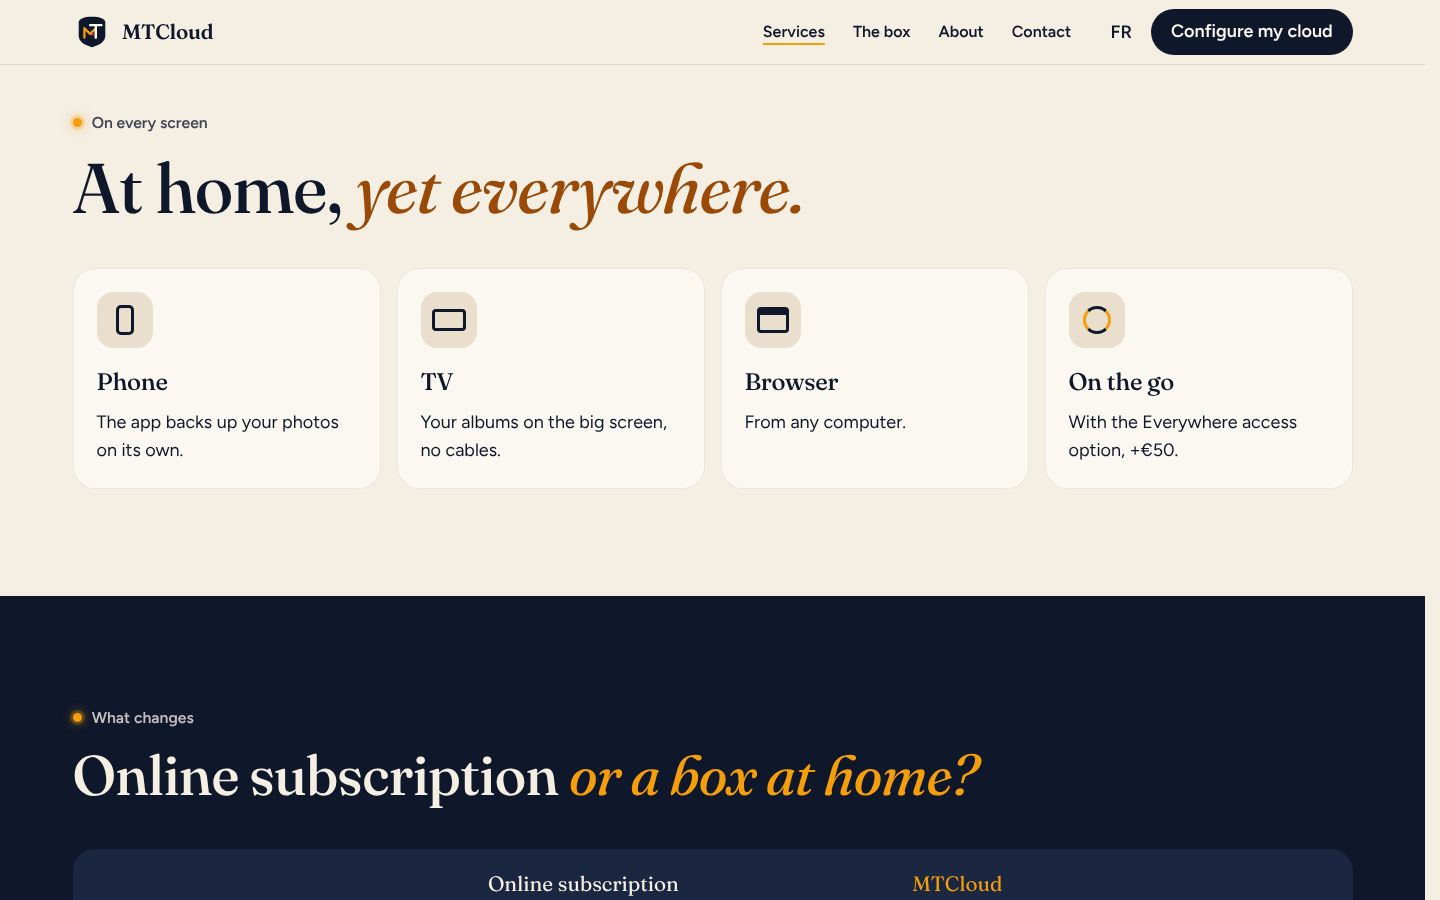 MTCloud
Services
The box
About
Contact
FR
Configure my cloud
On every screen
At home, yet everywhere.
Phone
The app backs up your photos
on its own.
TV
Your albums on the big screen,
no cables.
Browser
From any computer.
On the go
With the Everywhere access
option, +€50.
What changes
Online subscription or a box at home?
Online subscription
MTCloud